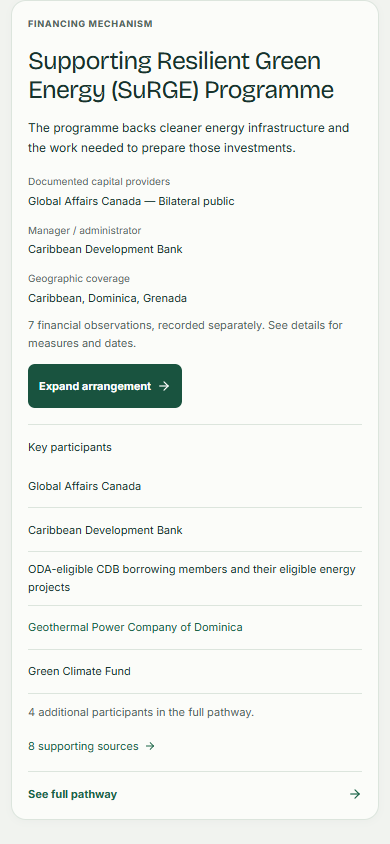 FINANCING MECHANISM
Supporting Resilient Green
Energy (SuRGE) Programme
The programme backs cleaner energy infrastructure and
the work needed to prepare those investments.
Documented capital providers
Global Affairs Canada — Bilateral public
Manager / administrator
Caribbean Development Bank
Geographic coverage
Caribbean, Dominica, Grenada
7 financial observations, recorded separately. See details for
measures and dates.
Expand arrangement →
Key participants
Global Affairs Canada
Caribbean Development Bank
ODA-eligible CDB borrowing members and their eligible energy
projects
Geothermal Power Company of Dominica
Green Climate Fund
4 additional participants in the full pathway.
8 supporting sources →
See full pathway →